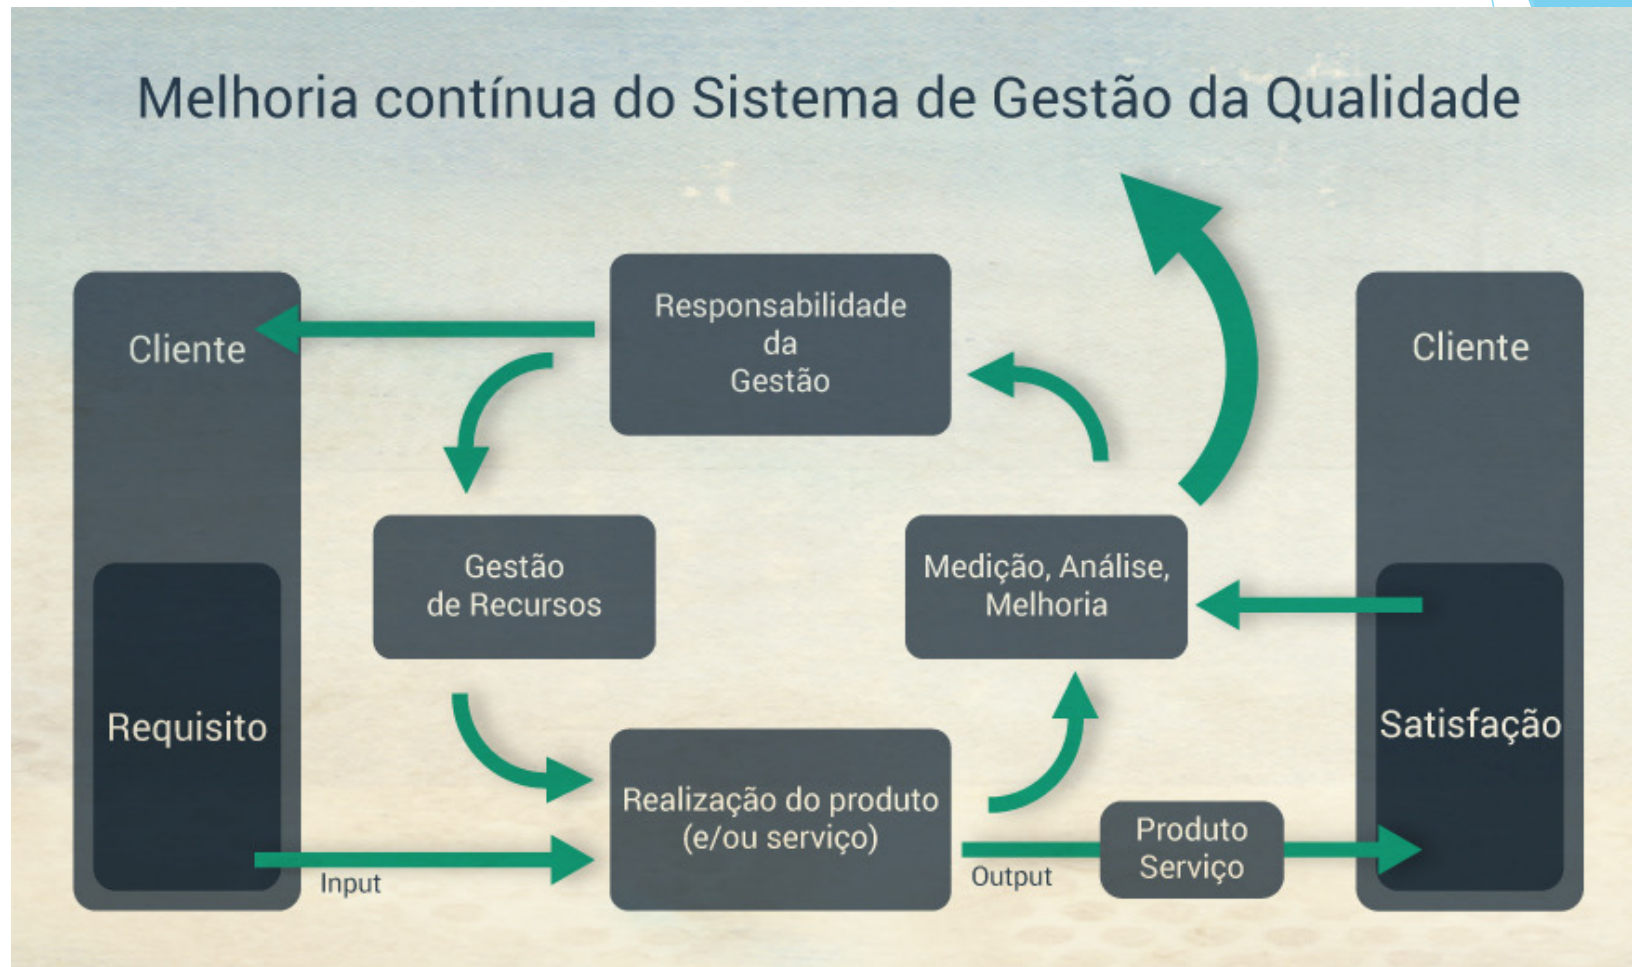 Melhoria contínua do Sistema de Gestão da Qualidade
Responsabilidade
da
Gestão
Cliente
Cliente
Gestão
de Recursos
Medição, Análise,
Melhoria
Requisito
Satisfação
Realização do produto
(e/ou serviço)
Produto
Serviço
Input
Output